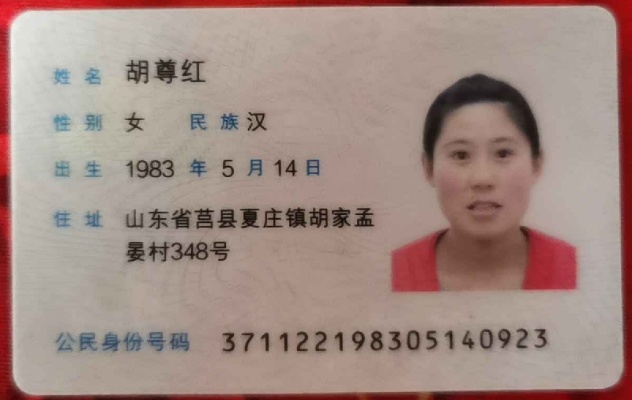 姓名 胡尊红
性别 女 民族 汉
出生 1983 年 5 月 14 日
住址 山东省莒县夏庄镇胡家孟
晏村348号
公民身份号码 371122198305140923